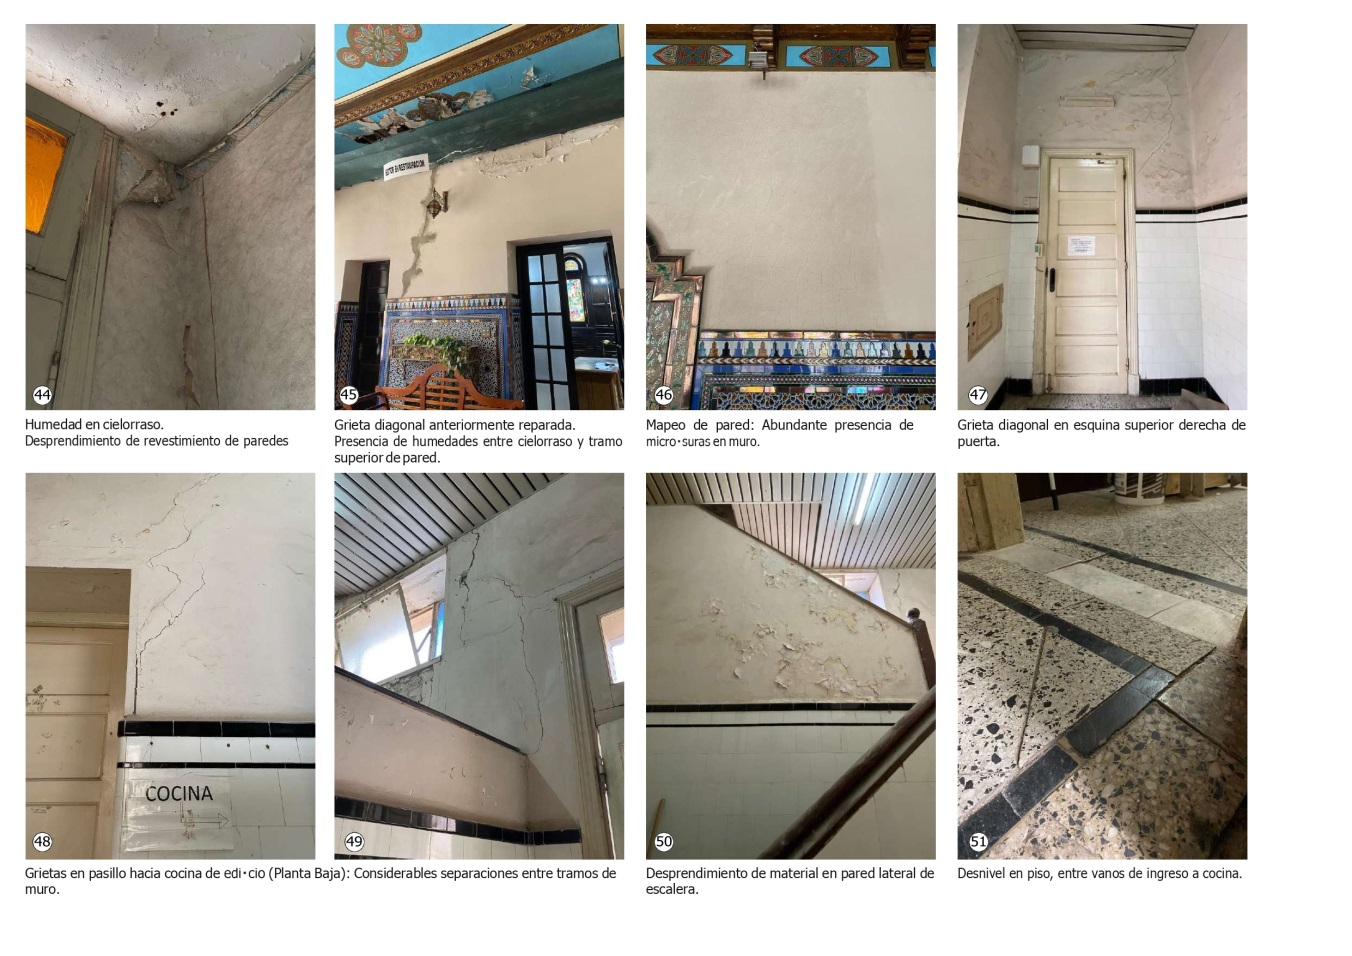 44
45
46
47
Humedad en cielorraso.
Desprendimiento de revestimiento de paredes
Grieta diagonal anteriormente reparada.
Presencia de humedades entre cielorraso y tramo
superior de pared.
Mapeo de pared: Abundante presencia de
micro·suras en muro.
Grieta diagonal en esquina superior derecha de
puerta.
COCINA
48
49
50
51
Grietas en pasillo hacia cocina de edi·cio (Planta Baja): Considerables separaciones entre tramos de
muro.
Desprendimiento de material en pared lateral de
escalera.
Desnivel en piso, entre vanos de ingreso a cocina.